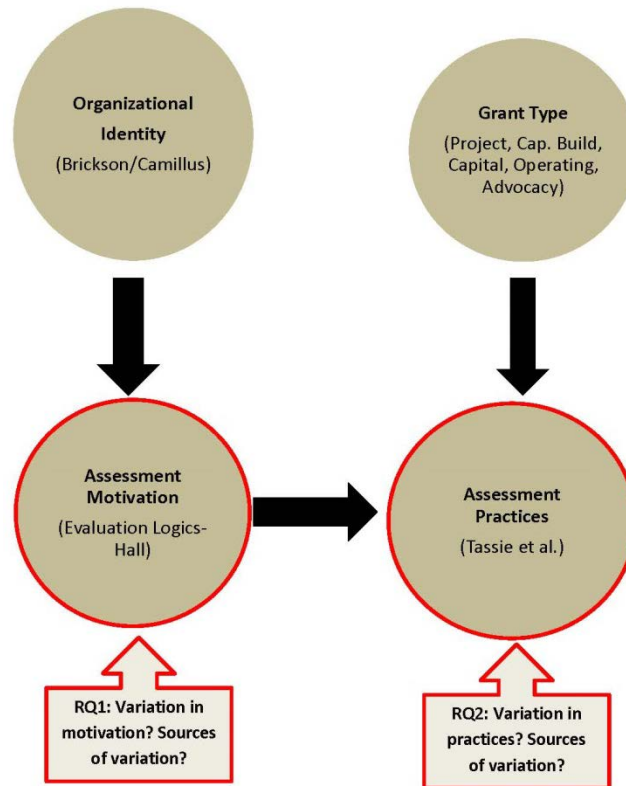 Organizational
Identity
(Brickson/Camillus)
Grant Type
(Project, Cap. Build,
Capital, Operating,
Advocacy)
Assessment
Motivation
(Evaluation Logics-
Hall)
Assessment
Practices
(Tassie et al.)
RQ1: Variation in
motivation? Sources
of variation?
RQ2: Variation in
practices? Sources
of variation?